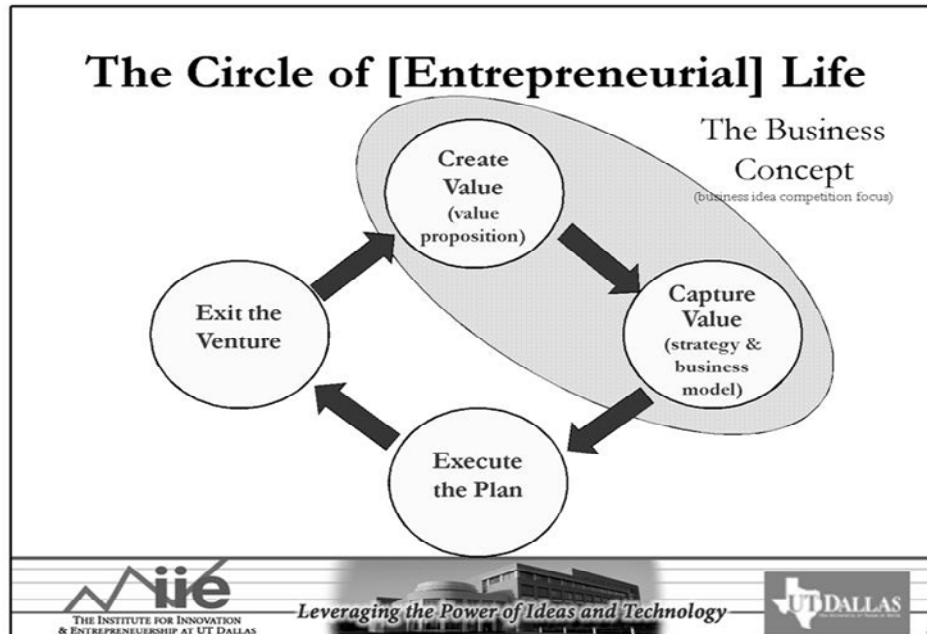 The Circle of [Entrepreneurial] Life
The Business
Concept
(business idea competition focus)
Create
Value
(value
proposition)
Capture
Value
(strategy &
business
model)
Exit the
Venture
Execute
the Plan
iie
THE INSTITUTE FOR INNOVATION
& ENTREPRENEUERSHIP AT UT DALLAS
Leveraging the Power of Ideas and Technology
UT DALLAS